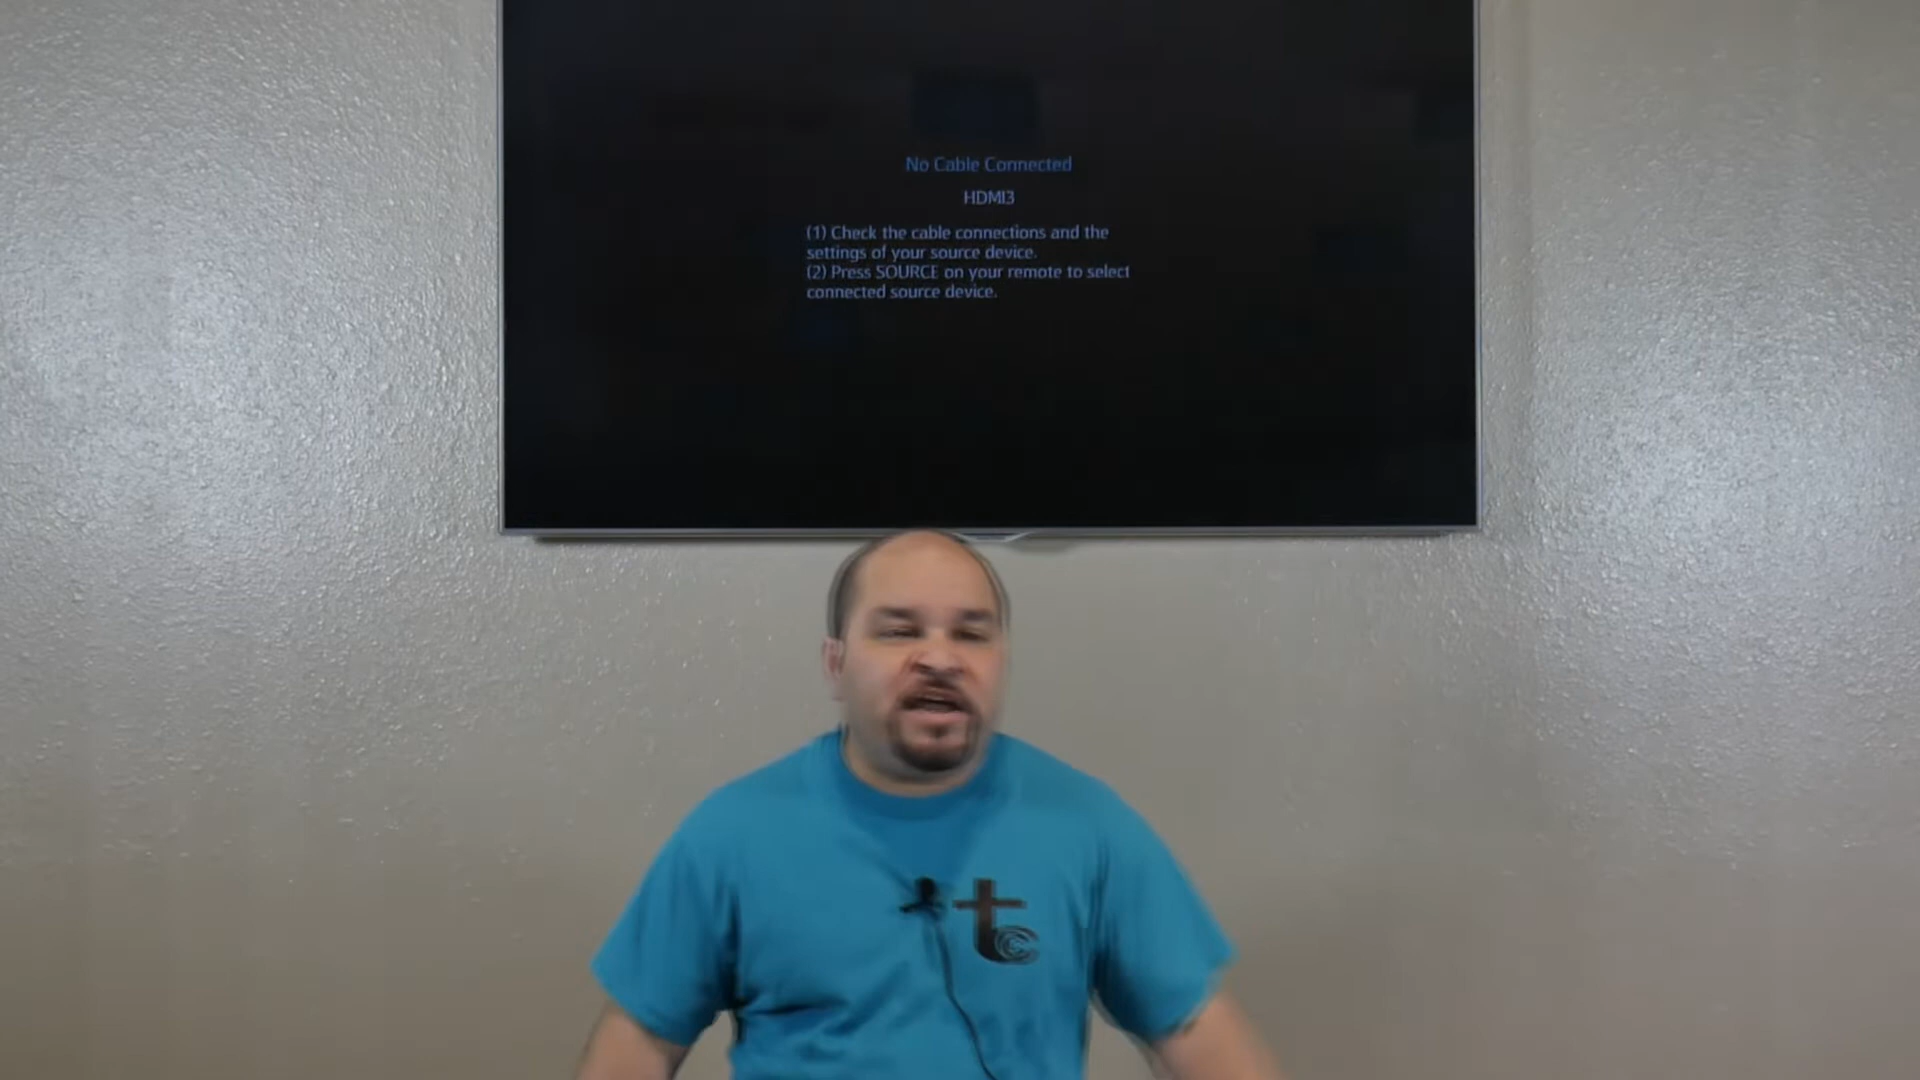 No Cable Connected
HDMI3
(1) Check the cable connections and the
settings of your source device.
(2) Press SOURCE on your remote to select
connected source device.
tc